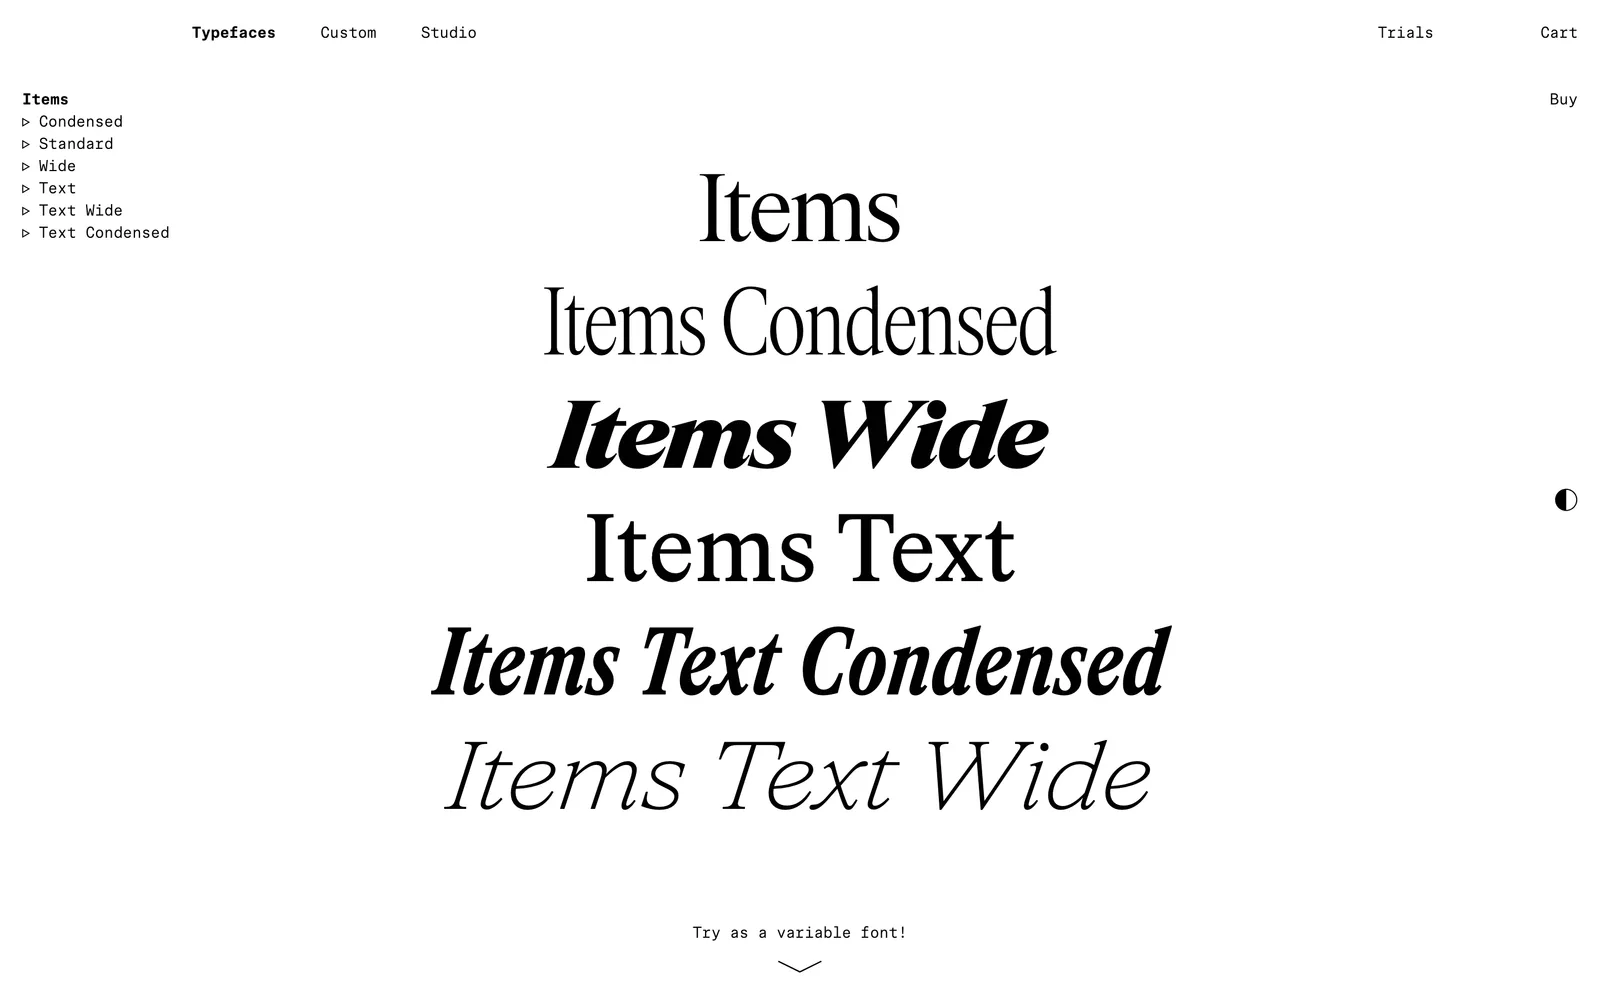 Typefaces Custom Studio Trials Cart
Items Buy
▷ Condensed
▷ Standard
▷ Wide
▷ Text
▷ Text Wide
▷ Text Condensed
Items
Items Condensed
Items Wide
Items Text
Items Text Condensed
Items Text Wide
Try as a variable font!